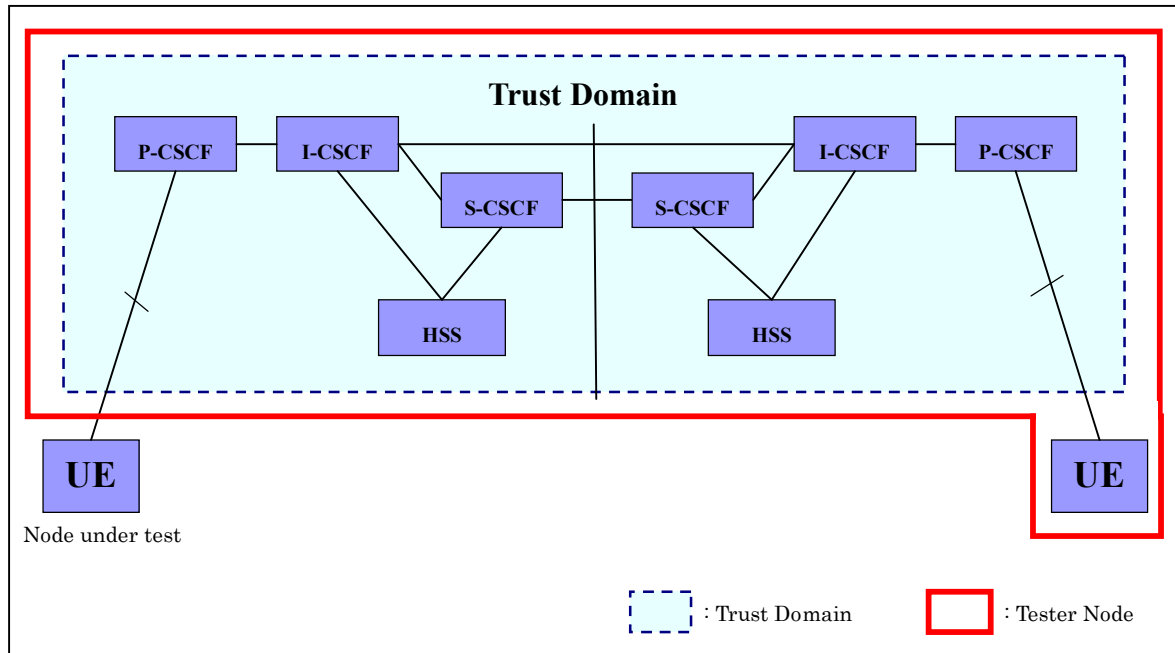 Trust Domain
P-CSCF
I-CSCF
I-CSCF
P-CSCF
S-CSCF
S-CSCF
HSS
HSS
UE
UE
Node under test
: Trust Domain
: Tester Node